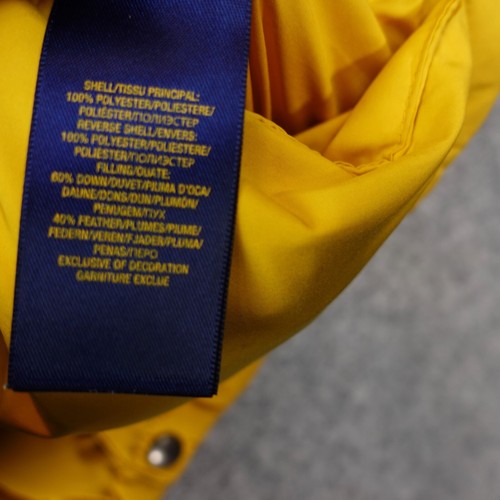 SHELL/TISSU PRINCIPAL:
100% POLYESTER/POLIESTERE/
POLIÉSTER/ПОЛИЭСТЕР
REVERSE SHELL/ENVERS:
100% POLYESTER/POLIESTERE/
POLIÉSTER/ПОЛИЭСТЕР
FILLING/OUATE:
60% DOWN/DUVET/PIUMA D'OCA/
DAUNE/DONS/DUN/PLUMÓN/
PENUGEM/ПУХ
40% FEATHER/PLUMES/PIUME/
FEDERN/VEREN/FJADER/PLUMA/
PENAS/ПЕРО
EXCLUSIVE OF DECORATION
GARNITURE EXCLUE